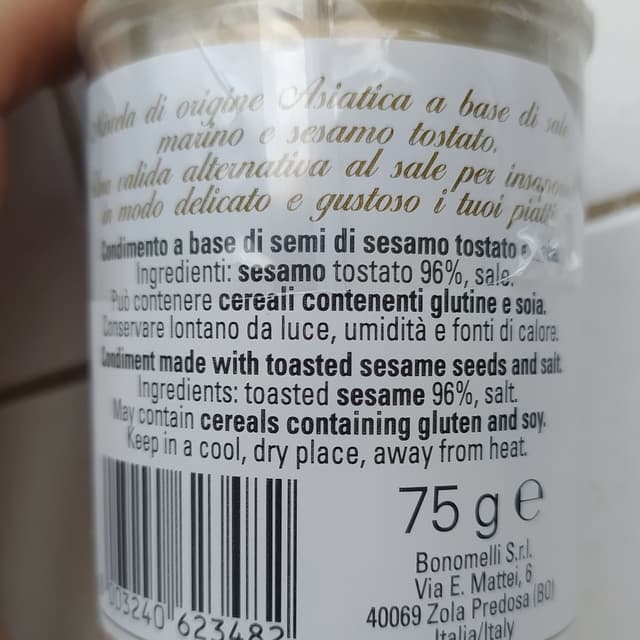 di origine Asiatica a base di sale
marino e sesamo tostato.
valida alternativa al sale per
in modo delicato e gustoso i tuoi piatti
Condimento a base di semi di sesamo tostato e
Ingredienti: sesamo tostato 96%, sale.
Può contenere cereali contenenti glutine e soia.
Conservare lontano da luce, umidità e fonti di calore.
Condiment made with toasted sesame seeds and salt.
Ingredients: toasted sesame 96%, salt.
May contain cereals containing gluten and soy.
Keep in a cool, dry place, away from heat.
75 g e
Bonomelli S.r.l.
Via E. Mattei, 6
40069 Zola Predosa (BO)
Italia/Italy
003240 623482